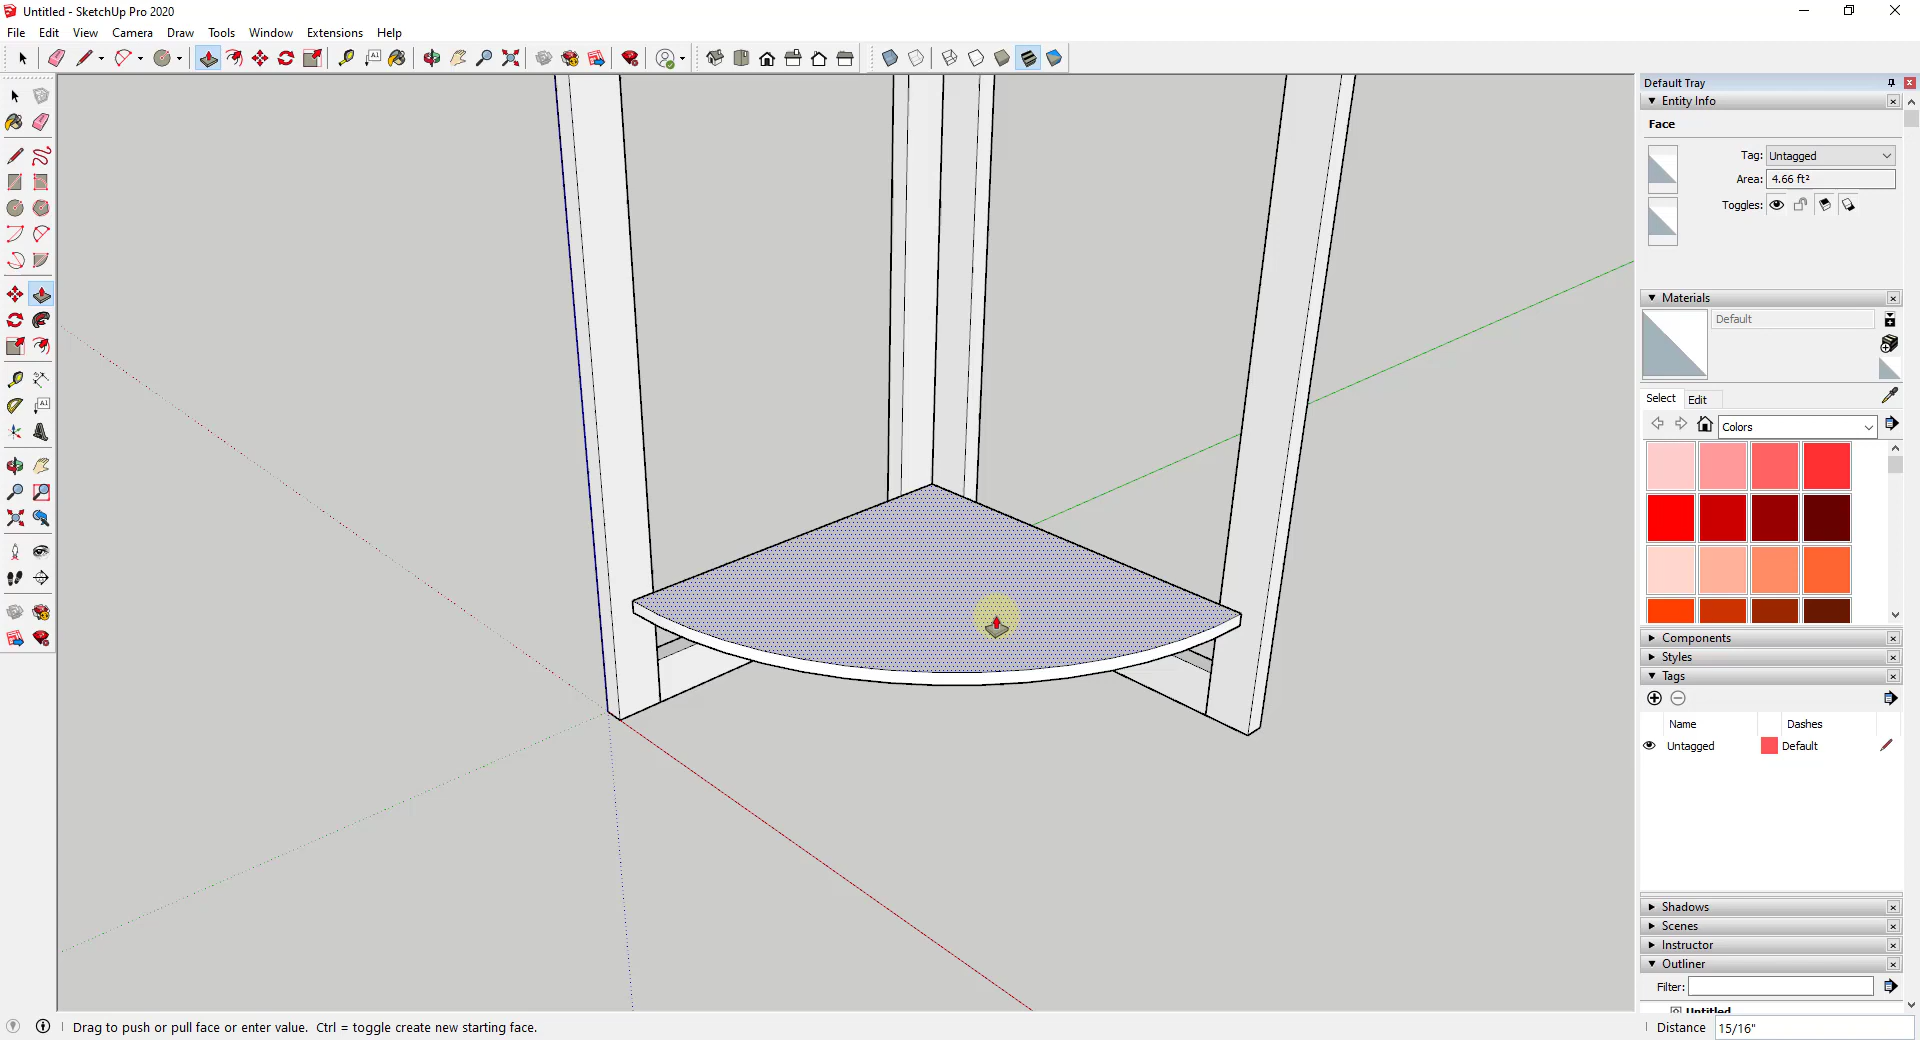 Untitled - SketchUp Pro 2020
File Edit View Camera Draw Tools Window Extensions Help
Default Tray
Entity Info
Face
Tag: Untagged
Area: 4.66 ft²
Toggles:
Materials
Default
Select Edit
Colors
Components
Styles
Tags
Name Dashes
Untagged Default
Shadows
Scenes
Instructor
Outliner
Filter:
Untitled
Drag to push or pull face or enter value. Ctrl = toggle create new starting face.
Distance 15/16"